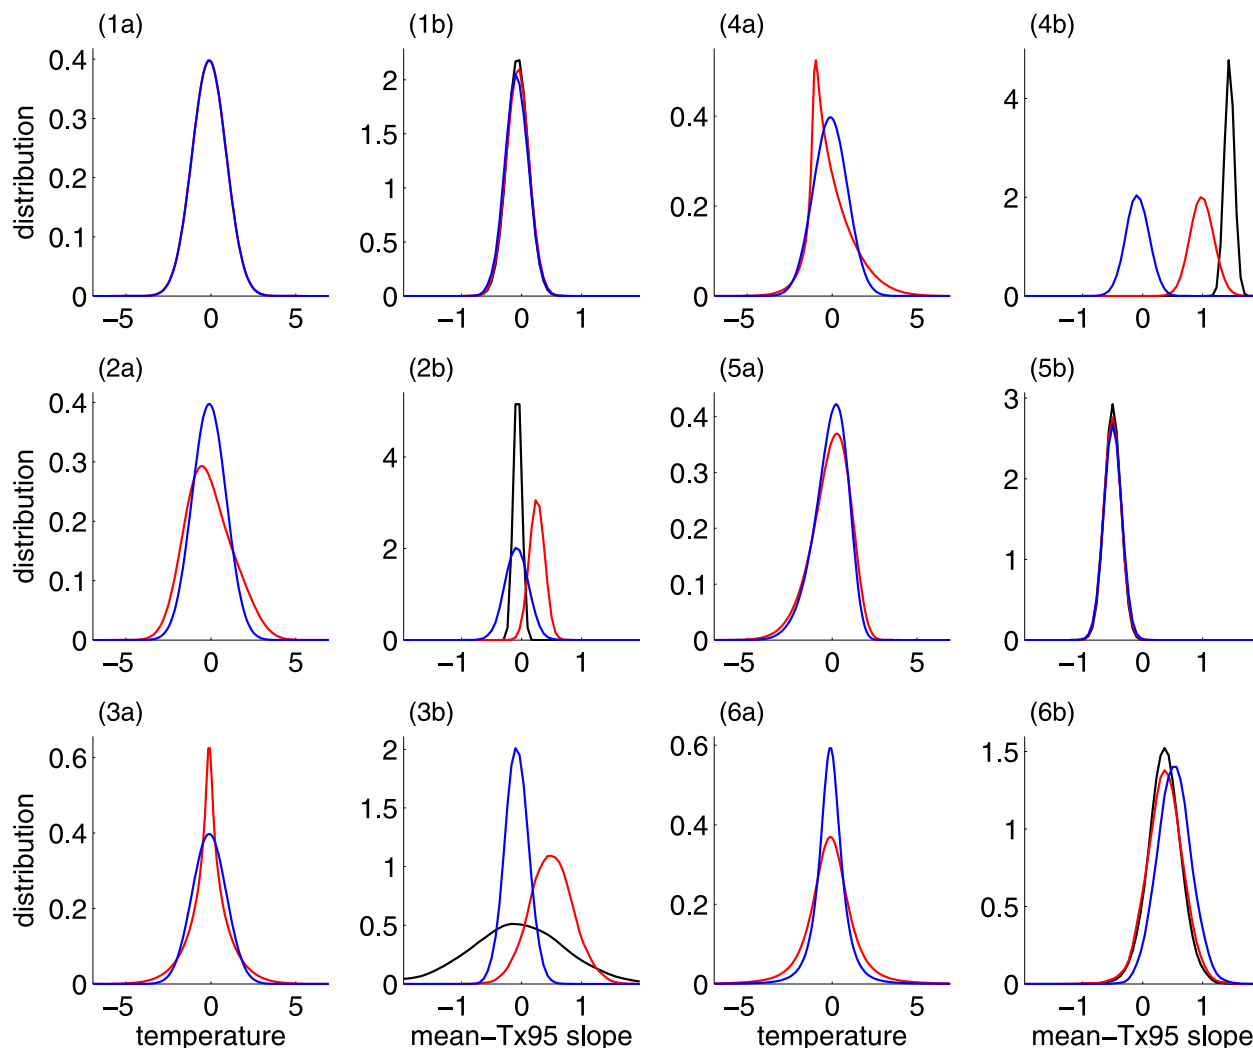 (1a)
0.4
0.3
0.2
0.1
0
−5 0 5
distribution
(1b)
2
1.5
1
0.5
0
−1 0 1
(4a)
0.4
0.2
0
−5 0 5
(4b)
4
2
0
−1 0 1
(2a)
0.4
0.3
0.2
0.1
0
−5 0 5
distribution
(2b)
4
2
0
−1 0 1
(5a)
0.4
0.3
0.2
0.1
0
−5 0 5
(5b)
3
2
1
0
−1 0 1
(3a)
0.6
0.4
0.2
0
−5 0 5
distribution
temperature
(3b)
2
1.5
1
0.5
0
−1 0 1
mean−Tx95 slope
(6a)
0.6
0.4
0.2
0
−5 0 5
temperature
(6b)
1.5
1
0.5
0
−1 0 1
mean−Tx95 slope